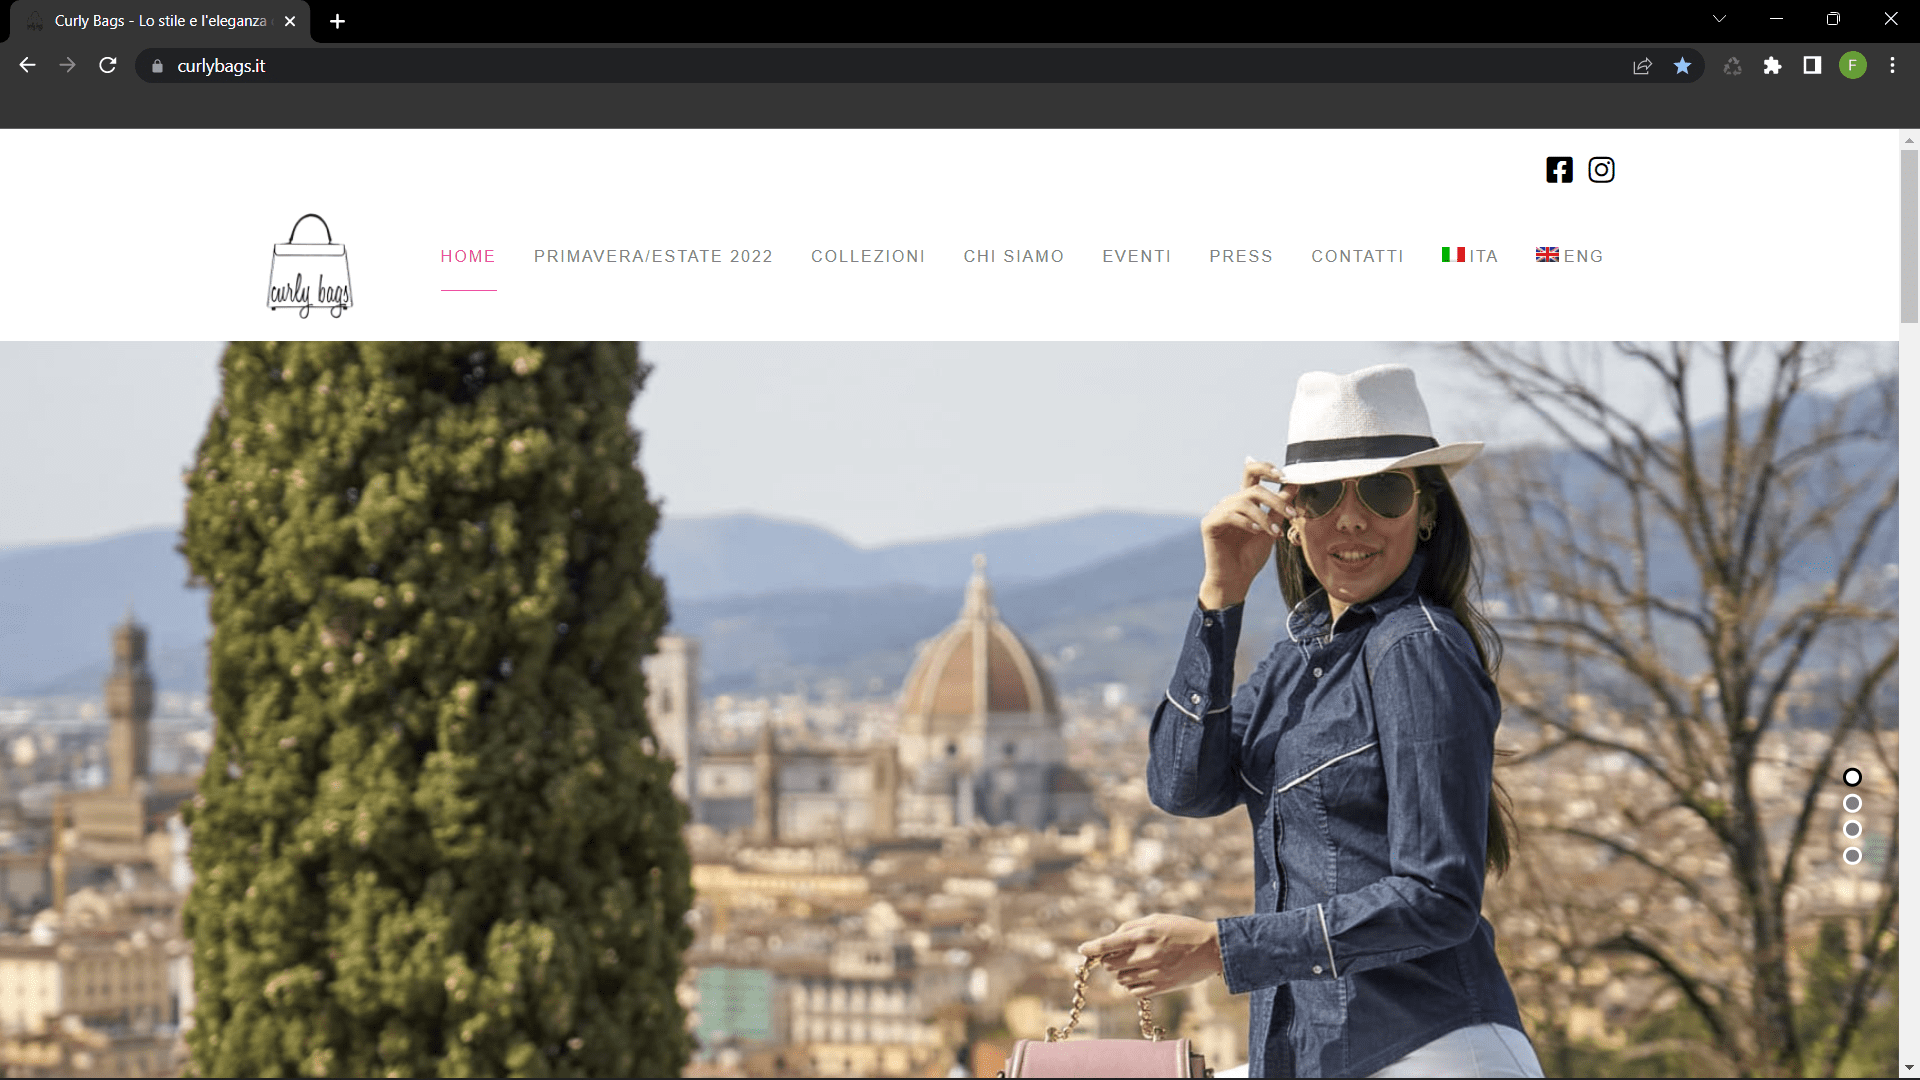 Curly Bags - Lo stile e l'eleganza
curlybags.it
F
curly bags
HOME PRIMAVERA/ESTATE 2022 COLLEZIONI CHI SIAMO EVENTI PRESS CONTATTI ITA ENG